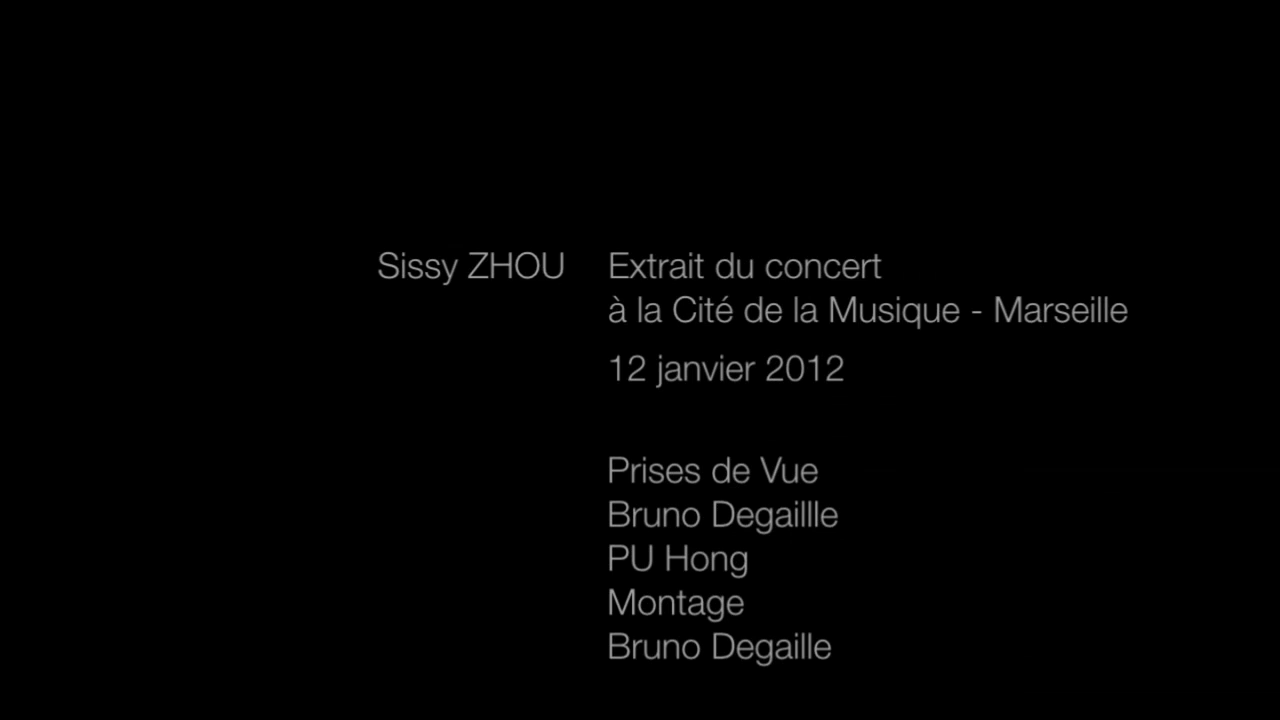 Sissy ZHOU Extrait du concert
à la Cité de la Musique - Marseille
12 janvier 2012
Prises de Vue
Bruno Degaillle
PU Hong
Montage
Bruno Degaille